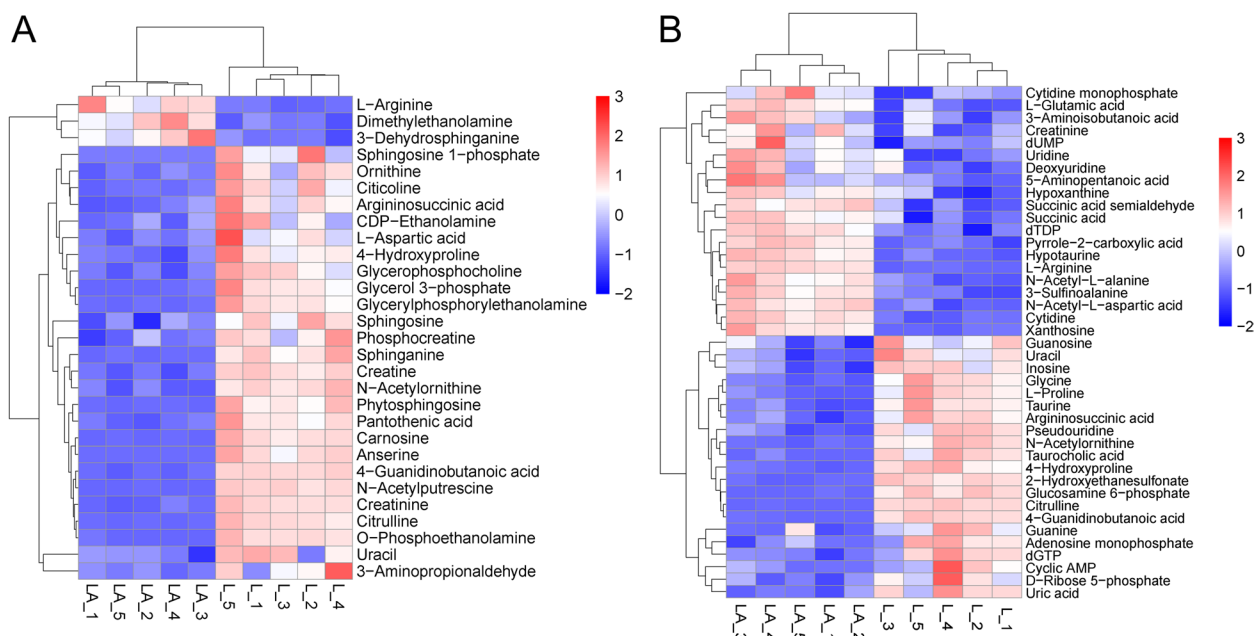 A
L−Arginine
Dimethylethanolamine
3−Dehydrosphinganine
Sphingosine 1−phosphate
Ornithine
Citicoline
Argininosuccinic acid
CDP−Ethanolamine
L−Aspartic acid
4−Hydroxyproline
Glycerophosphocholine
Glycerol 3−phosphate
Glycerylphosphorylethanolamine
Sphingosine
Phosphocreatine
Sphinganine
Creatine
N−Acetylornithine
Phytosphingosine
Pantothenic acid
Carnosine
Anserine
4−Guanidinobutanoic acid
N−Acetylputrescine
Creatinine
Citrulline
O−Phosphoethanolamine
Uracil
3−Aminopropionaldehyde
LA_1
LA_5
LA_2
LA_4
LA_3
L_5
L_1
L_3
L_2
L_4
3
2
1
0
−1
−2
B
Cytidine monophosphate
L−Glutamic acid
3−Aminoisobutanoic acid
Creatinine
dUMP
Uridine
Deoxyuridine
5−Aminopentanoic acid
Hypoxanthine
Succinic acid semialdehyde
Succinic acid
dTDP
Pyrrole−2−carboxylic acid
Hypotaurine
L−Arginine
N−Acetyl−L−alanine
3−Sulfinoalanine
N−Acetyl−L−aspartic acid
Cytidine
Xanthosine
Guanosine
Uracil
Inosine
Glycine
L−Proline
Taurine
Argininosuccinic acid
Pseudouridine
N−Acetylornithine
Taurocholic acid
4−Hydroxyproline
2−Hydroxyethanesulfonate
Glucosamine 6−phosphate
Citrulline
4−Guanidinobutanoic acid
Guanine
Adenosine monophosphate
dGTP
Cyclic AMP
D−Ribose 5−phosphate
Uric acid
L_3
L_5
L_4
L_2
L_1
3
2
1
0
−1
−2